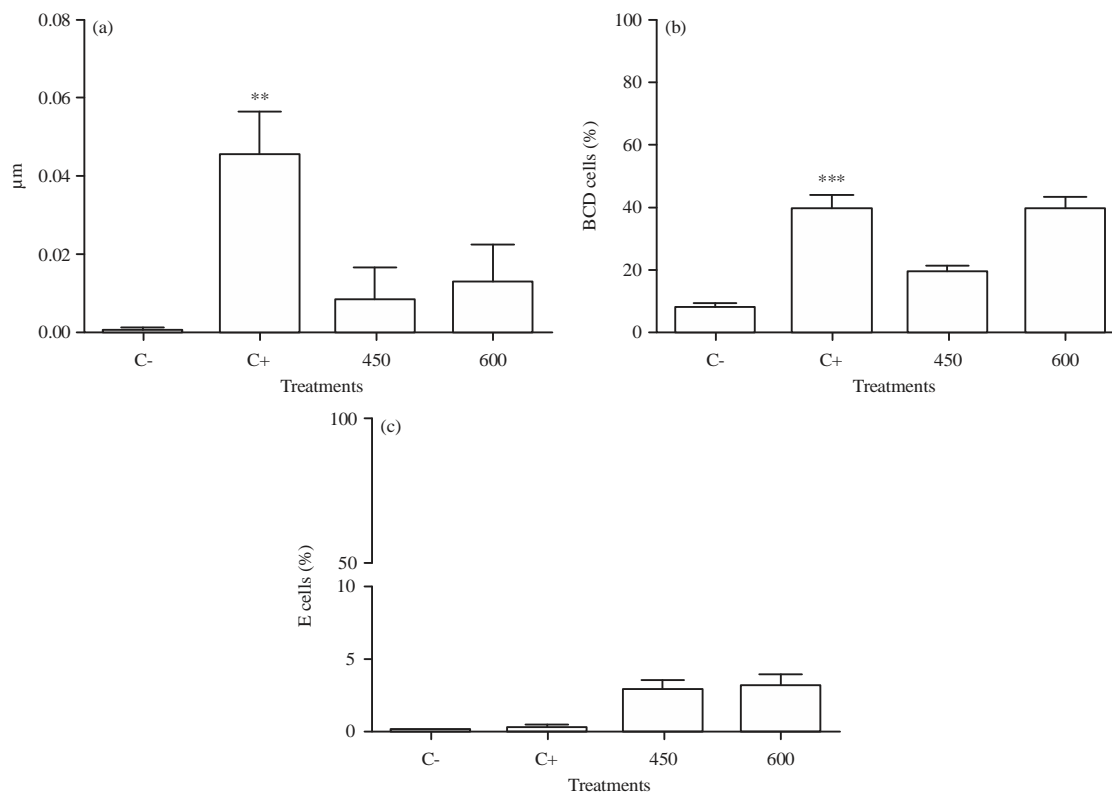 (a)
0.08
0.06
0.04
0.02
0.00
µm
**
C- C+ 450 600
Treatments
(b)
100
80
60
40
20
0
BCD cells (%)
***
C- C+ 450 600
Treatments
(c)
100
50
10
5
0
E cells (%)
C- C+ 450 600
Treatments